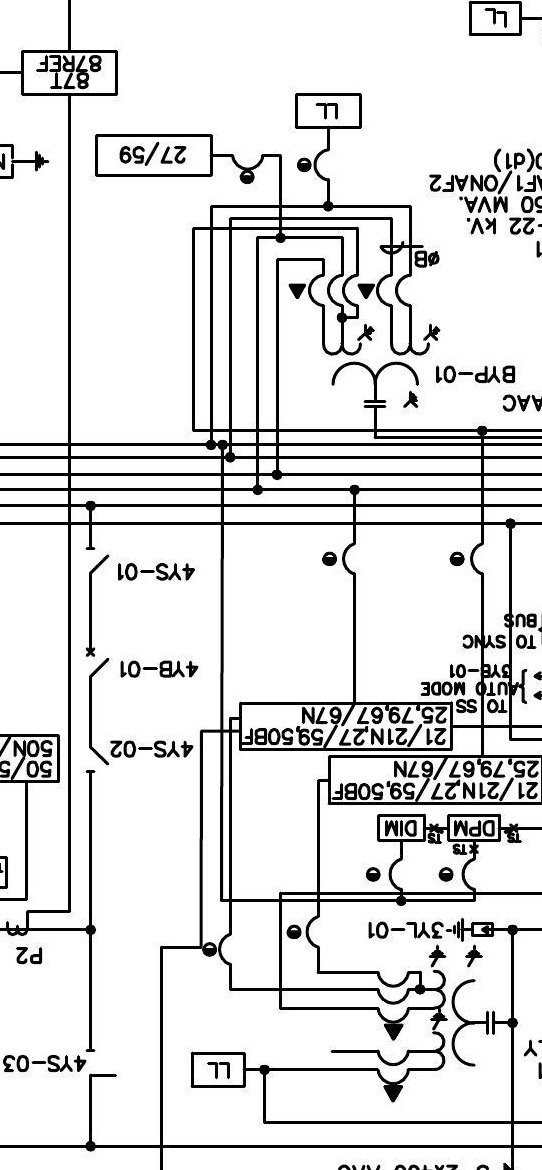 LL
87T
87REF
LL
27/59
-22 kV.
50 MVA.
AF1/ONAF2
(d1)
øB
BYP-01
AAC
4YS-01
TO SYNC
BUS
4YB-01
TO SS
AUTO MODE
3YB-01
4YS-02
21/21N,27/59,50BF
25,79,67/67N
50/5
50N/
21/21N,27/59,50BF
25,79,67/67N
DIM
TS
DPM
TS
TS
3YL-01
P2
4YS-03
LL